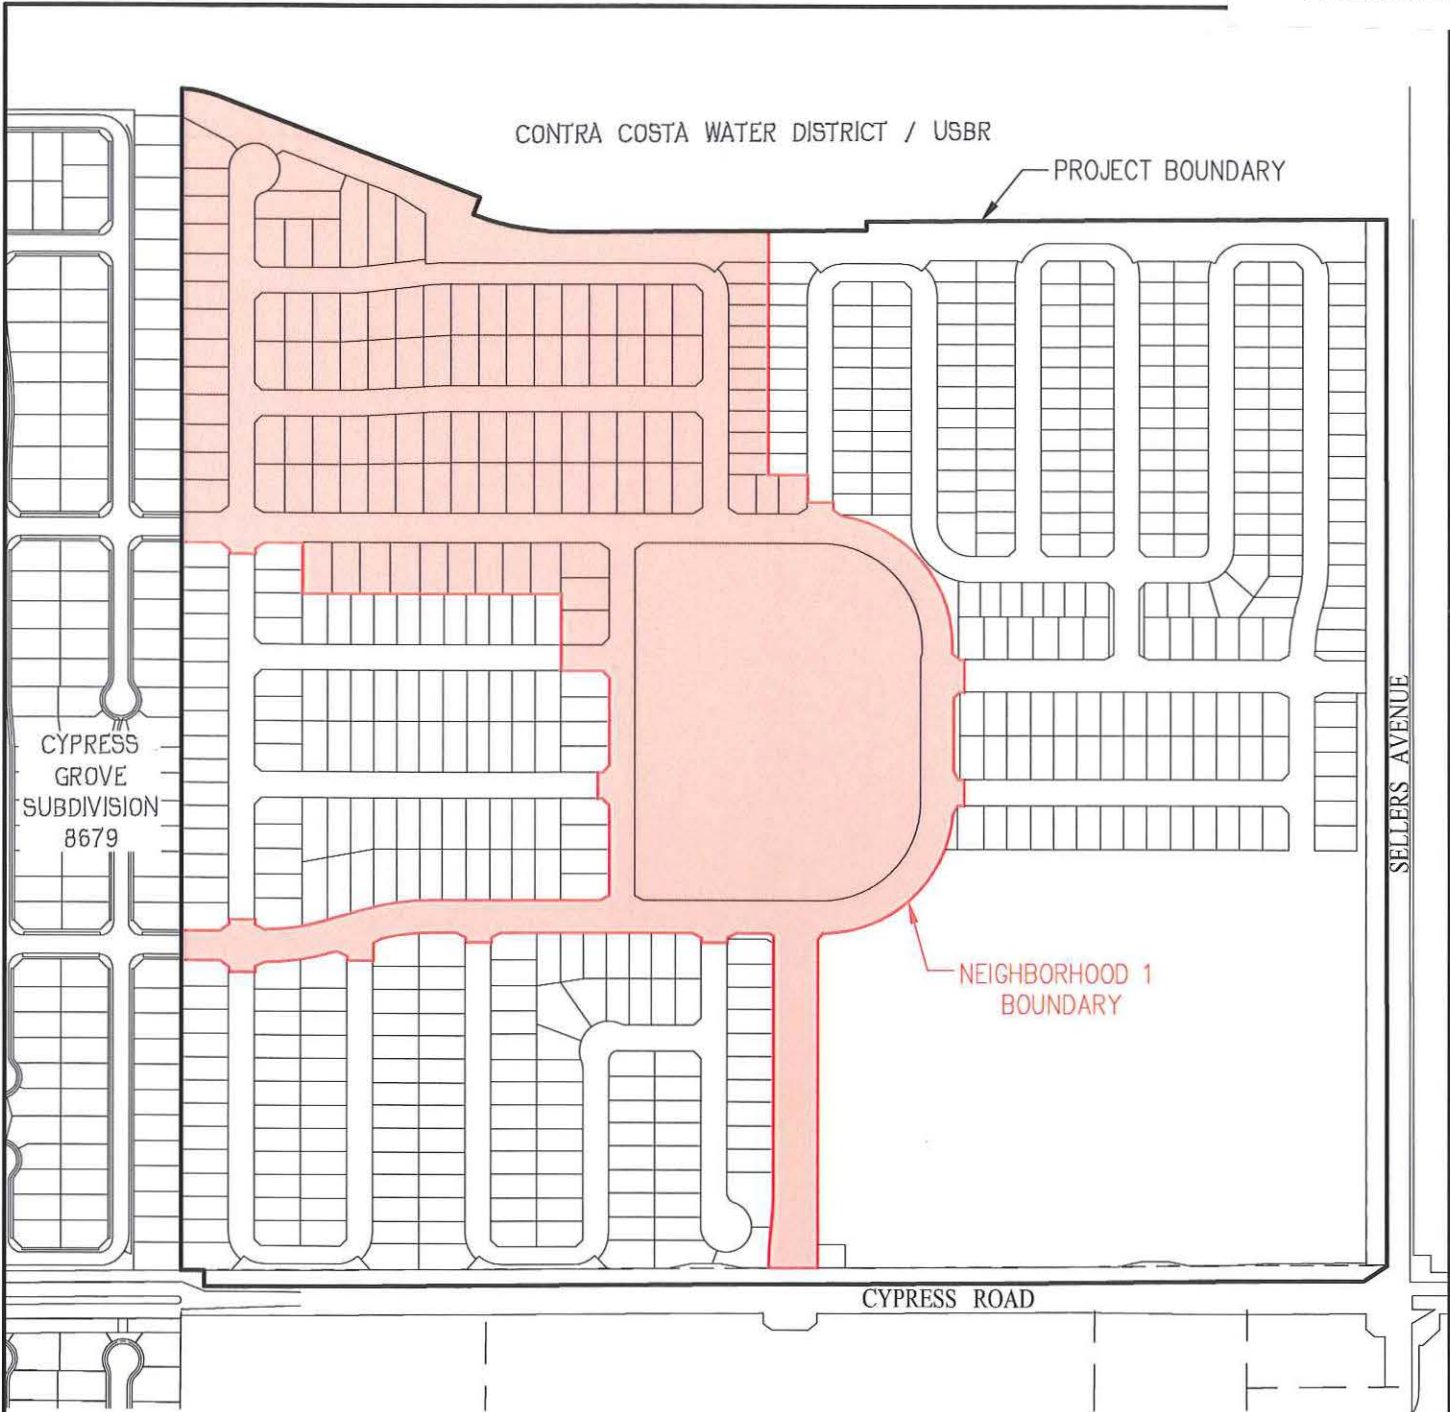 CONTRA COSTA WATER DISTRICT / USBR
PROJECT BOUNDARY
CYPRESS
GROVE
SUBDIVISION
8679
SELLERS AVENUE
NEIGHBORHOOD 1
BOUNDARY
CYPRESS ROAD